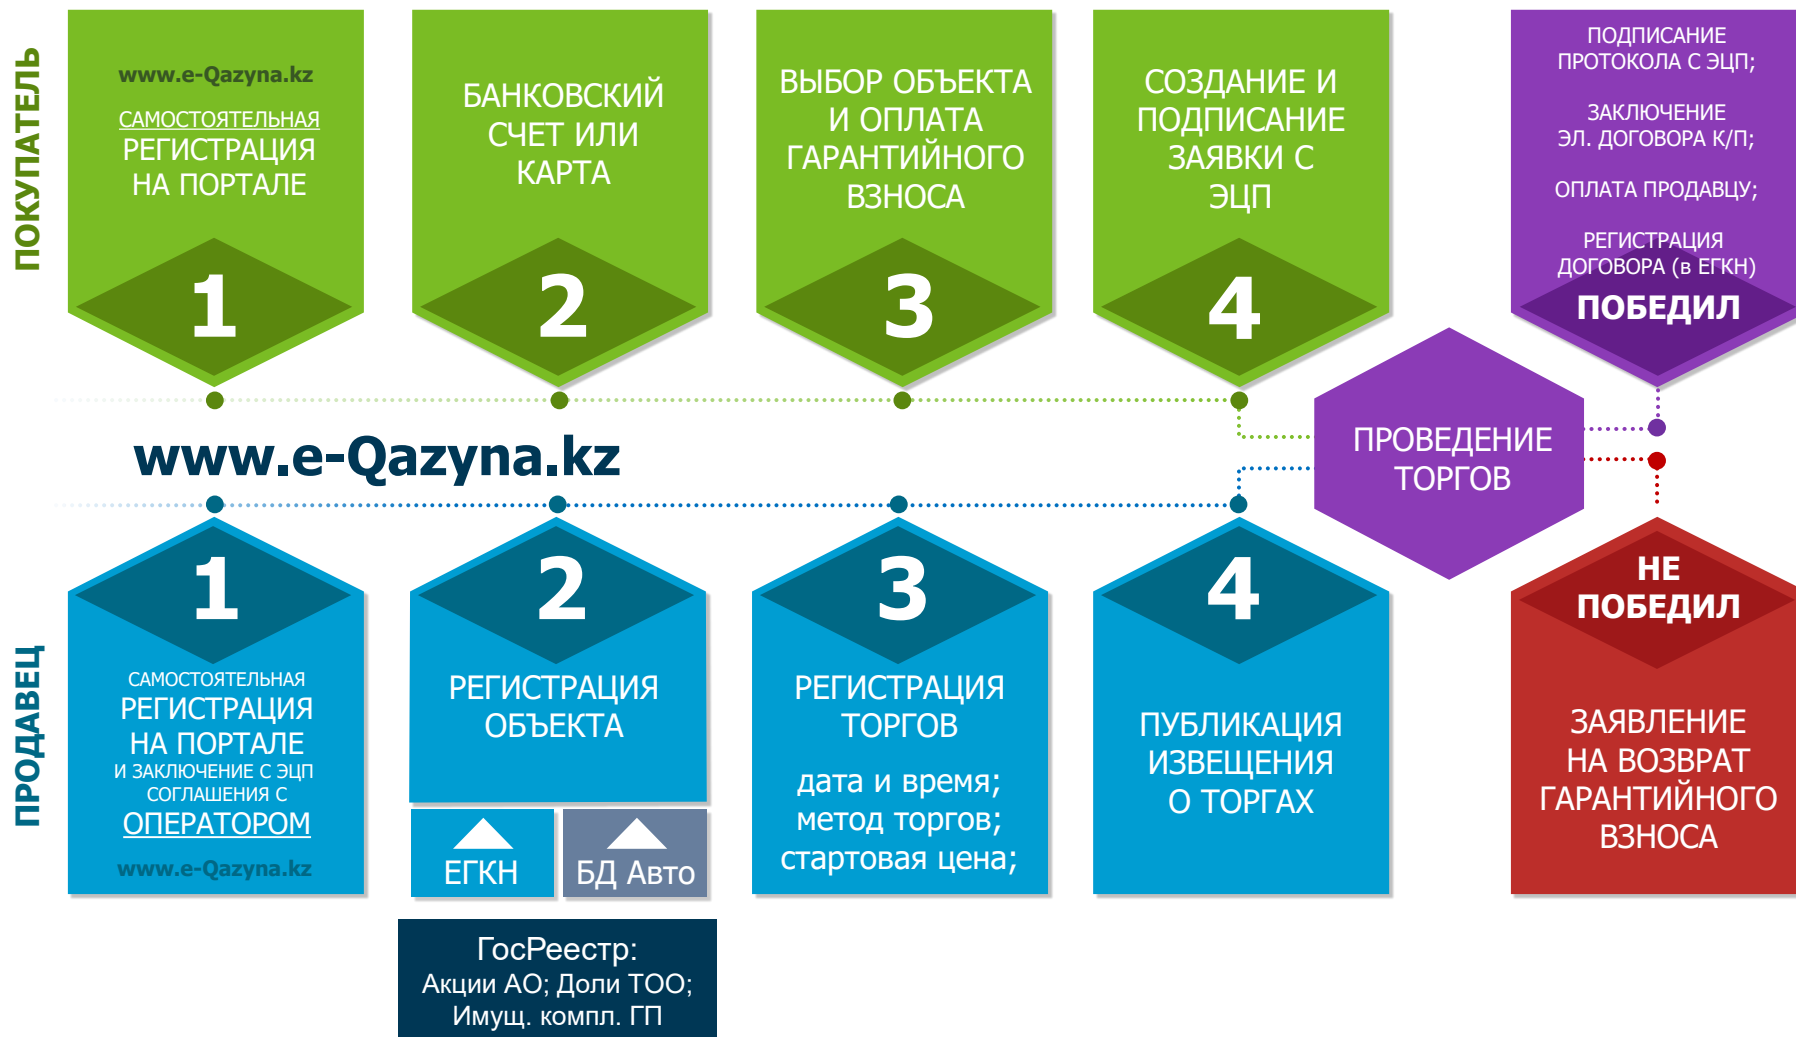 ПОКУПАТЕЛЬ
www.e-Qazyna.kz
САМОСТОЯТЕЛЬНАЯ
РЕГИСТРАЦИЯ
НА ПОРТАЛЕ
1
БАНКОВСКИЙ
СЧЕТ ИЛИ
КАРТА
2
ВЫБОР ОБЪЕКТА
И ОПЛАТА
ГАРАНТИЙНОГО
ВЗНОСА
3
СОЗДАНИЕ И
ПОДПИСАНИЕ
ЗАЯВКИ С
ЭЦП
4
ПОДПИСАНИЕ
ПРОТОКОЛА С ЭЦП;
ЗАКЛЮЧЕНИЕ
ЭЛ. ДОГОВОРА К/П;
ОПЛАТА ПРОДАВЦУ;
РЕГИСТРАЦИЯ
ДОГОВОРА (в ЕГКН)
ПОБЕДИЛ
www.e-Qazyna.kz
ПРОВЕДЕНИЕ
ТОРГОВ
ПРОДАВЕЦ
1
САМОСТОЯТЕЛЬНАЯ
РЕГИСТРАЦИЯ
НА ПОРТАЛЕ
И ЗАКЛЮЧЕНИЕ С ЭЦП
СОГЛАШЕНИЯ С
ОПЕРАТОРОМ
www.e-Qazyna.kz
2
РЕГИСТРАЦИЯ
ОБЪЕКТА
ЕГКН
БД Авто
ГосРеестр:
Акции АО; Доли ТОО;
Имущ. компл. ГП
3
РЕГИСТРАЦИЯ
ТОРГОВ
дата и время;
метод торгов;
стартовая цена;
4
ПУБЛИКАЦИЯ
ИЗВЕЩЕНИЯ
О ТОРГАХ
НЕ
ПОБЕДИЛ
ЗАЯВЛЕНИЕ
НА ВОЗВРАТ
ГАРАНТИЙНОГО
ВЗНОСА